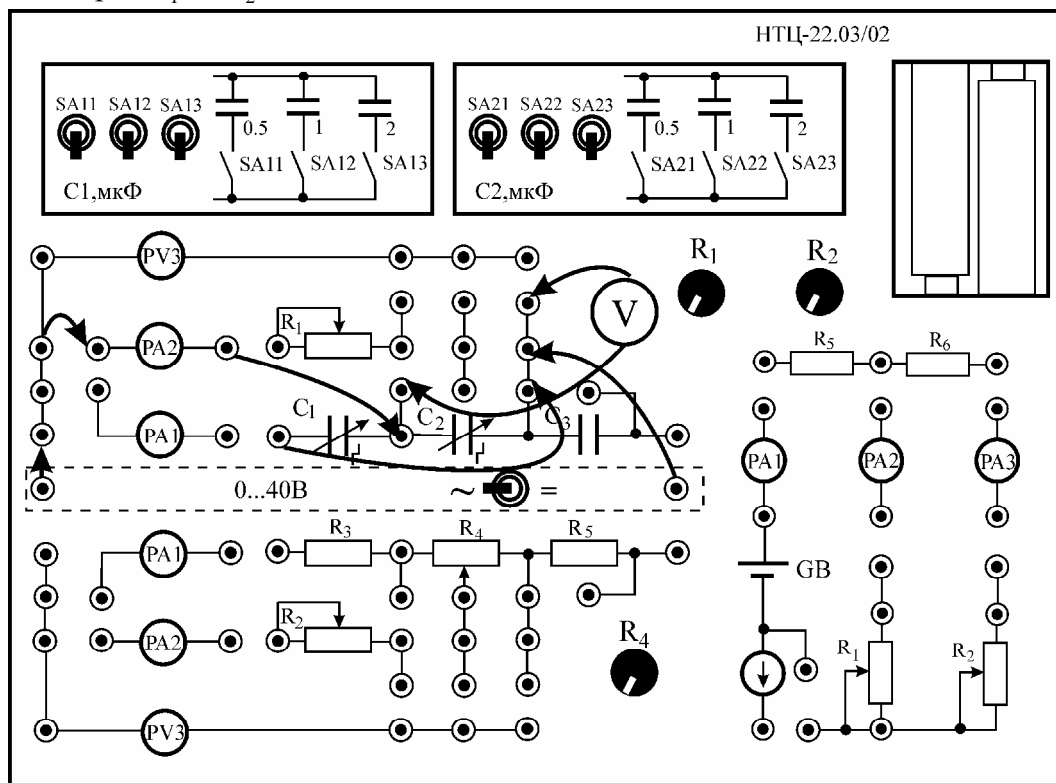 НТЦ-22.03/02
SA11 SA12 SA13
0.5 1 2
SA11 SA12 SA13
С1,мкФ
SA21 SA22 SA23
0.5 1 2
SA21 SA22 SA23
С2,мкФ
PV3
R1 R2
R1
V
PA2
R5 R6
C1 C2 C3
PA1
PA1 PA2 PA3
0...40В ~ =
R3 R4 R5
PA1
GB
R2
PA2
R4
R1 R2
PV3